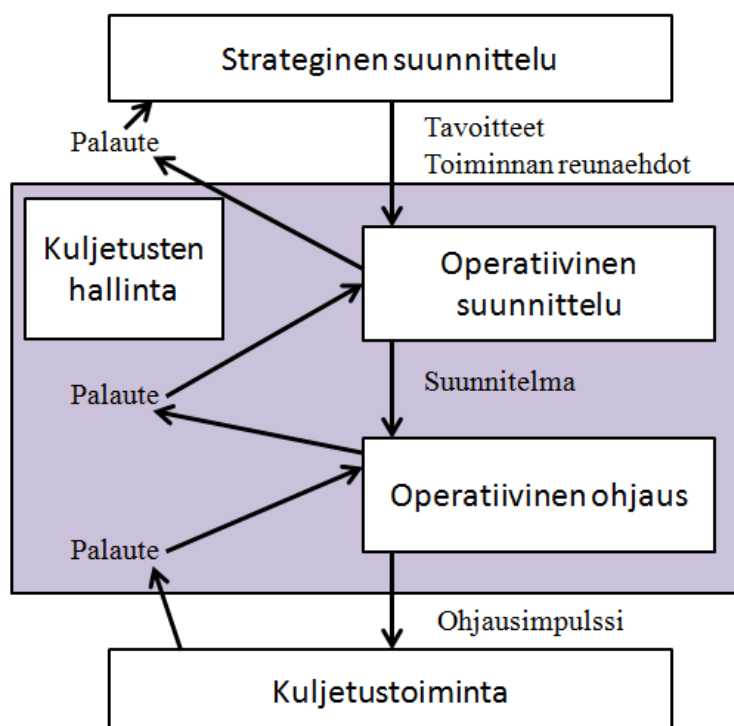 Strateginen suunnittelu
Tavoitteet
Toiminnan reunaehdot
Palaute
Kuljetusten
hallinta
Operatiivinen
suunnittelu
Suunnitelma
Palaute
Operatiivinen ohjaus
Palaute
Ohjausimpulssi
Kuljetustoiminta